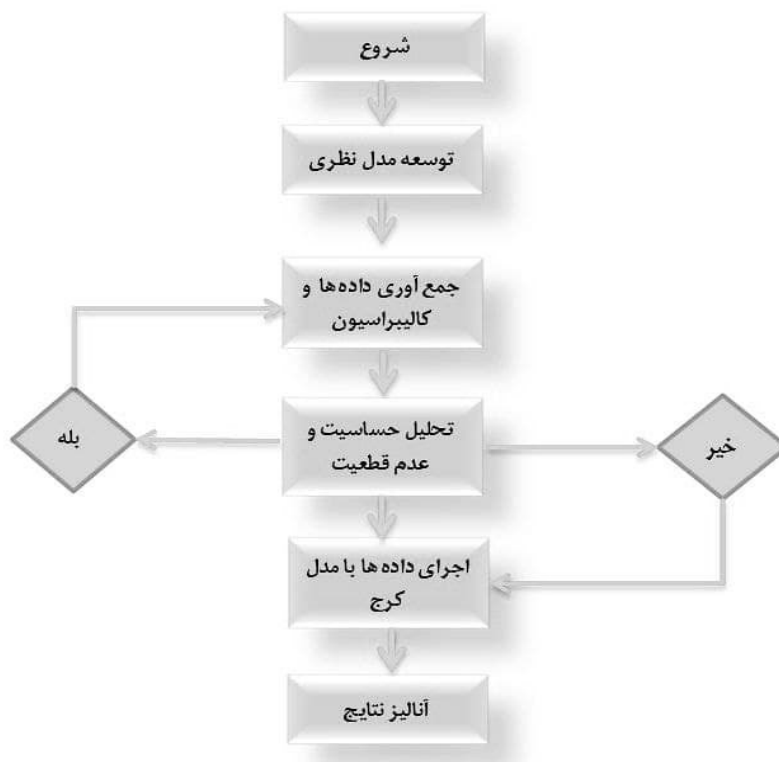 شروع
توسعه مدل نظری
جمع آوری داده‌ها و
کالیبراسیون
تحلیل حساسیت و
عدم قطعیت
بله
خیر
اجرای داده ها با مدل
کرج
آنالیز نتایج